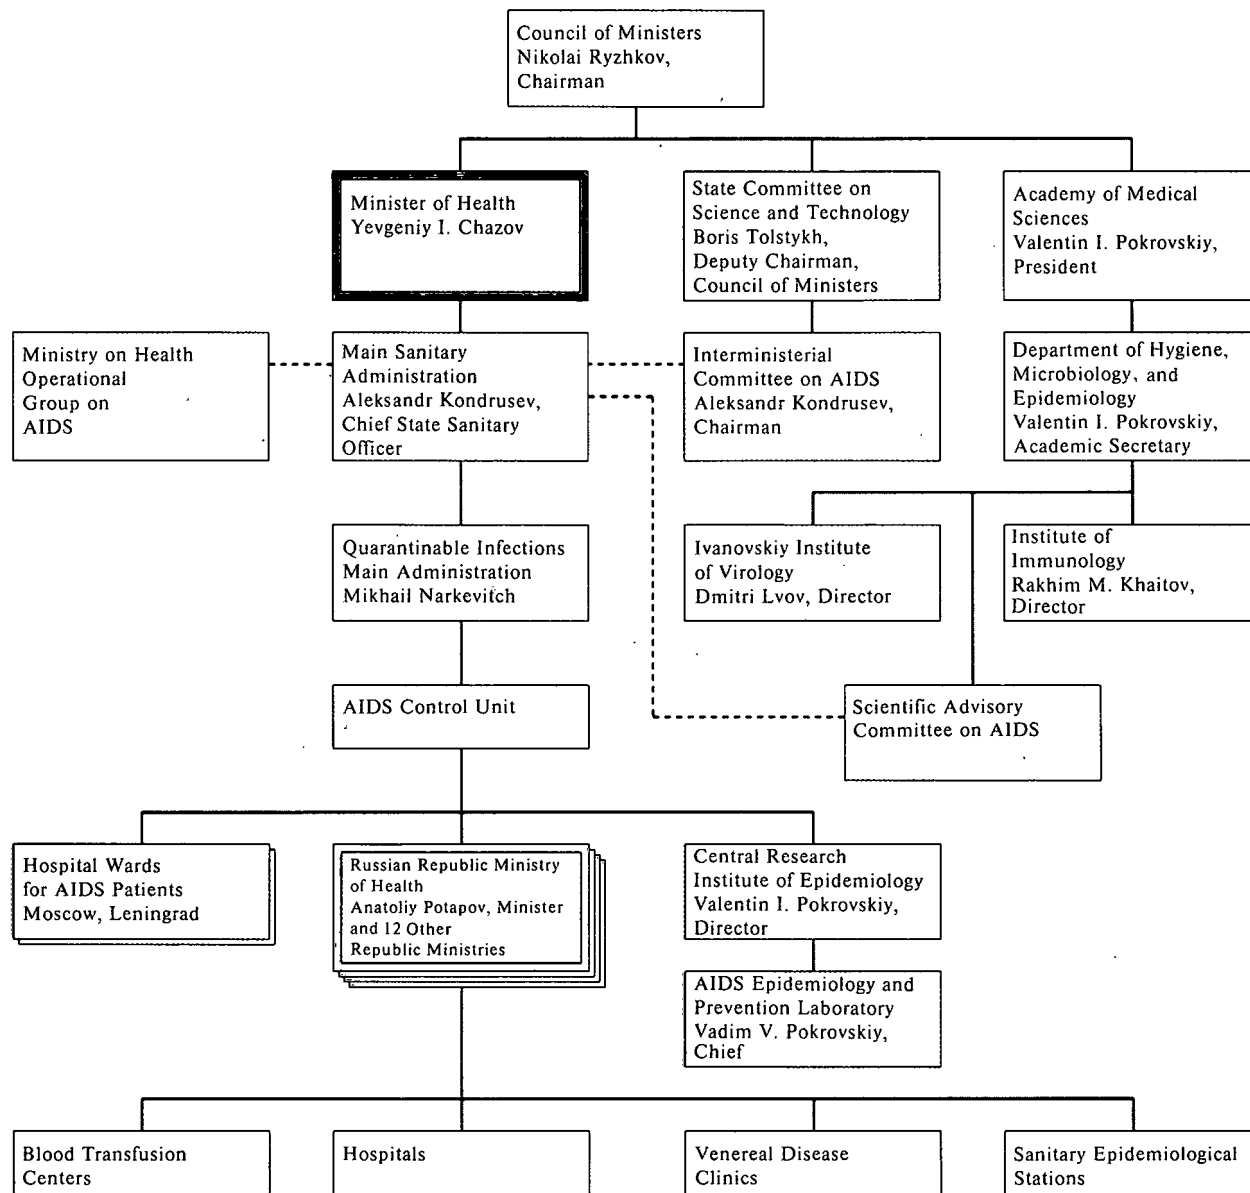 Council of Ministers
Nikolai Ryzhkov,
Chairman
Minister of Health
Yevgeniy I. Chazov
State Committee on
Science and Technology
Boris Tolstykh,
Deputy Chairman,
Council of Ministers
Academy of Medical
Sciences
Valentin I. Pokrovskiy,
President
Ministry on Health
Operational
Group on
AIDS
Main Sanitary
Administration
Aleksandr Kondrusev,
Chief State Sanitary
Officer
Interministerial
Committee on AIDS
Aleksandr Kondrusev,
Chairman
Department of Hygiene,
Microbiology, and
Epidemiology
Valentin I. Pokrovskiy,
Academic Secretary
Quarantinable Infections
Main Administration
Mikhail Narkevitch
Ivanovskiy Institute
of Virology
Dmitri Lvov, Director
Institute of
Immunology
Rakhim M. Khaitov,
Director
AIDS Control Unit
Scientific Advisory
Committee on AIDS
Hospital Wards
for AIDS Patients
Moscow, Leningrad
Russian Republic Ministry
of Health
Anatoliy Potapov, Minister
and 12 Other
Republic Ministries
Central Research
Institute of Epidemiology
Valentin I. Pokrovskiy,
Director
AIDS Epidemiology and
Prevention Laboratory
Vadim V. Pokrovskiy,
Chief
Blood Transfusion
Centers
Hospitals
Venereal Disease
Clinics
Sanitary Epidemiological
Stations